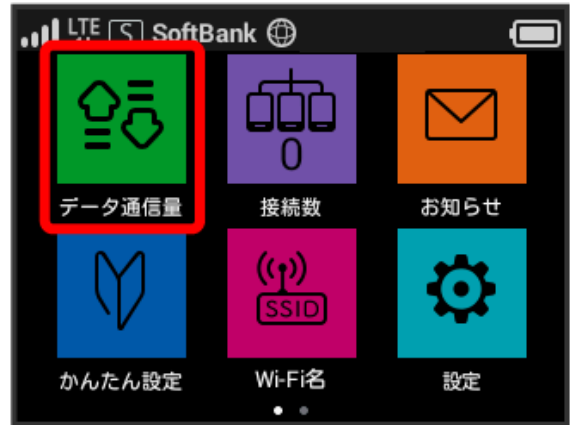 LTE S SoftBank
データ通信量 接続数 お知らせ
0
SSID
かんたん設定 Wi-Fi名 設定